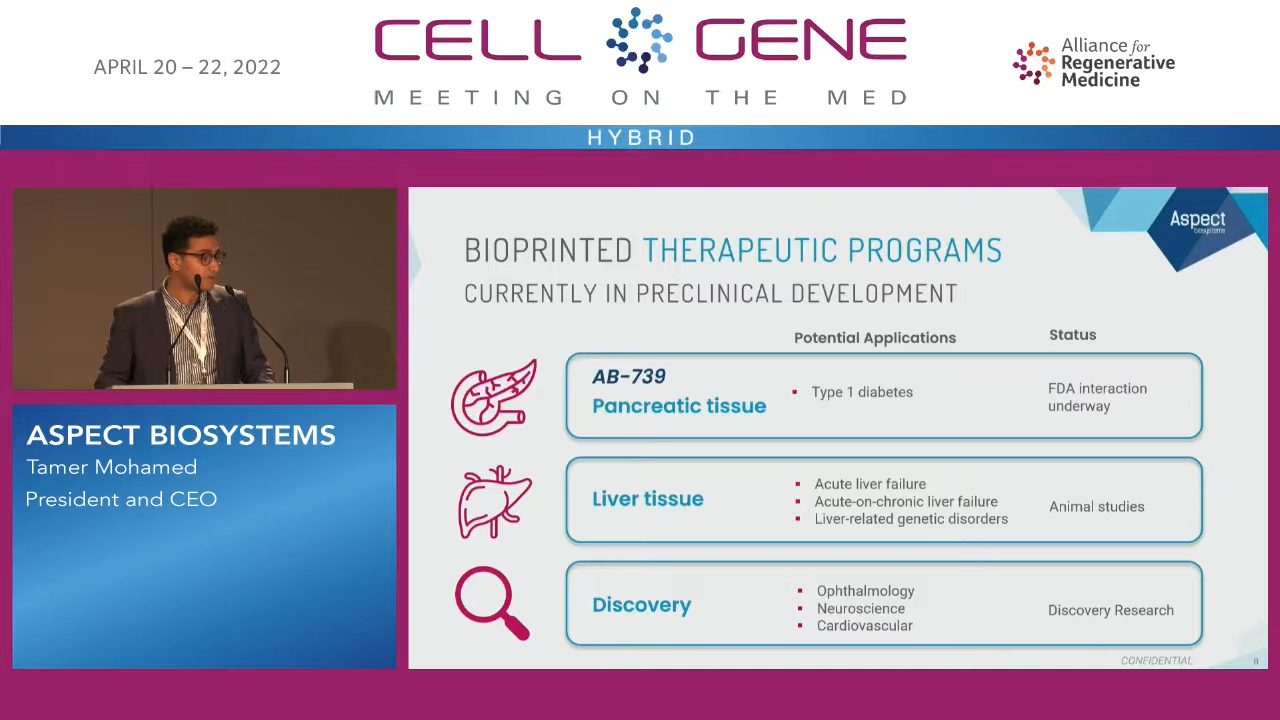 APRIL 20 – 22, 2022
CELL GENE
MEETING ON THE MED
Alliance for
Regenerative
Medicine
HYBRID
ASPECT BIOSYSTEMS
Tamer Mohamed
President and CEO
Aspect
biosystems
BIOPRINTED THERAPEUTIC PROGRAMS
CURRENTLY IN PRECLINICAL DEVELOPMENT
Potential Applications
Status
AB-739
Pancreatic tissue
▪ Type 1 diabetes
FDA interaction
underway
Liver tissue
▪ Acute liver failure
▪ Acute-on-chronic liver failure
▪ Liver-related genetic disorders
Animal studies
Discovery
▪ Ophthalmology
▪ Neuroscience
▪ Cardiovascular
Discovery Research
CONFIDENTIAL
8